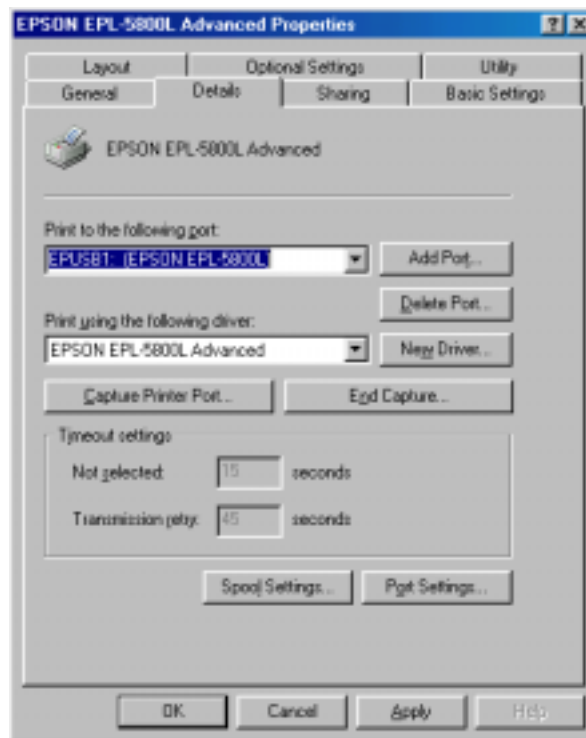 EPSON EPL-5800L Advanced Properties
Layout Optional Settings Utility
General Details Sharing Basic Settings
EPSON EPL-5800L Advanced
Print to the following port:
EPUSB1: (EPSON EPL-5800L) Add Port...
Delete Port...
Print using the following driver:
EPSON EPL-5800L Advanced New Driver...
Capture Printer Port... End Capture...
Timeout settings
Not selected: 15 seconds
Transmission retry: 45 seconds
Spool Settings... Port Settings...
OK Cancel Apply Help